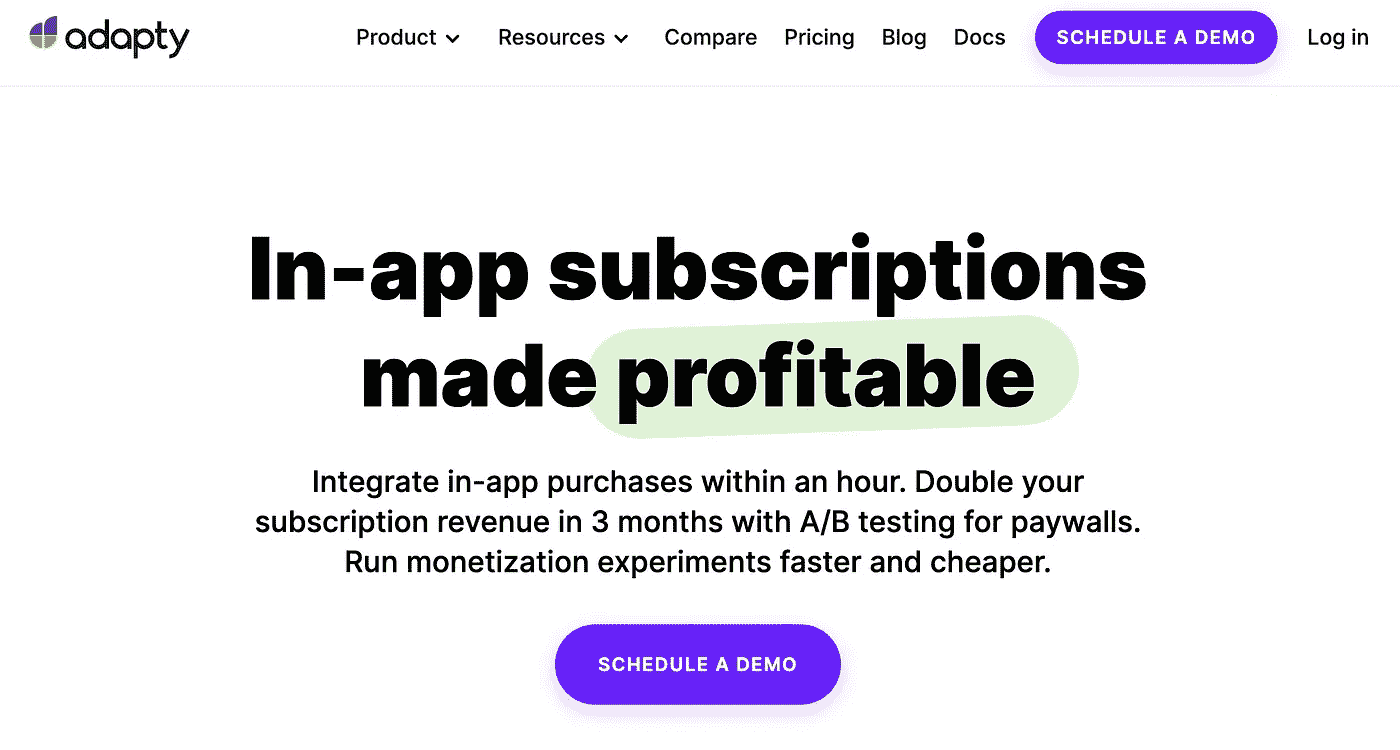 adapty Product Resources Compare Pricing Blog Docs SCHEDULE A DEMO Log in
In-app subscriptions
made profitable
Integrate in-app purchases within an hour. Double your
subscription revenue in 3 months with A/B testing for paywalls.
Run monetization experiments faster and cheaper.
SCHEDULE A DEMO